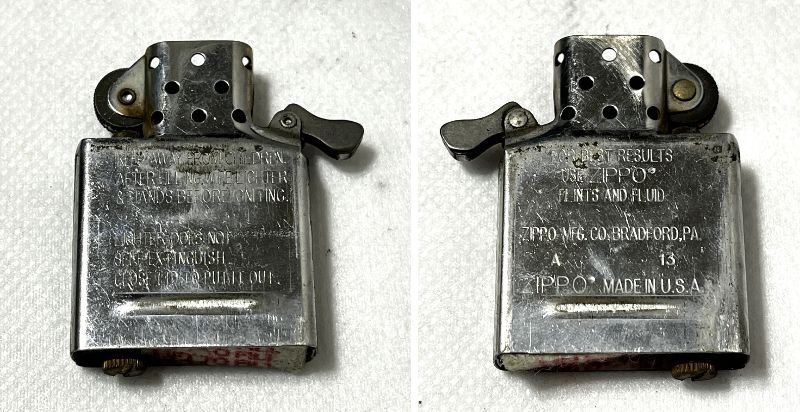 KEEP AWAY FROM CHILDREN.
AFTER FILLING WIPE LIGHTER
& HANDS BEFORE IGNITING.
LIGHTER DOES NOT
SELF EXTINGUISH.
CLOSE LID TO PUT IT OUT.
FOR BEST RESULTS
USE ZIPPO®
FLINTS AND FLUID
ZIPPO MFG. CO. BRADFORD, PA.
A 13
ZIPPO® MADE IN U.S.A.